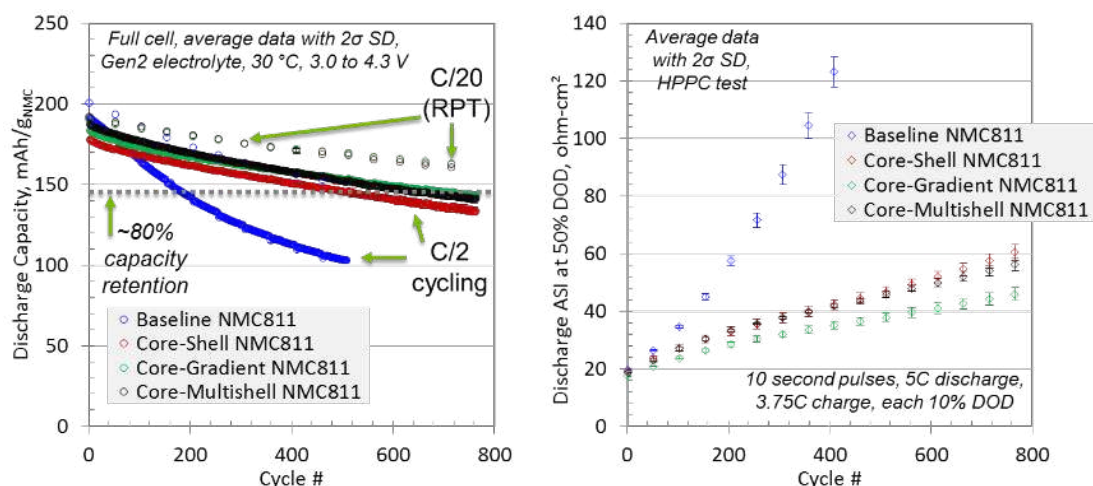 Discharge Capacity, mAh/gNMC
250
200
150
100
50
0
Full cell, average data with 2σ SD,
Gen2 electrolyte, 30 °C, 3.0 to 4.3 V
C/20
(RPT)
~80%
capacity
retention
C/2
cycling
Baseline NMC811
Core-Shell NMC811
Core-Gradient NMC811
Core-Multishell NMC811
0
200
400
600
800
Cycle #
Discharge ASI at 50% DOD, ohm-cm²
140
120
100
80
60
40
20
0
Average data
with 2σ SD,
HPPC test
Baseline NMC811
Core-Shell NMC811
Core-Gradient NMC811
Core-Multishell NMC811
10 second pulses, 5C discharge,
3.75C charge, each 10% DOD
0
200
400
600
800
Cycle #